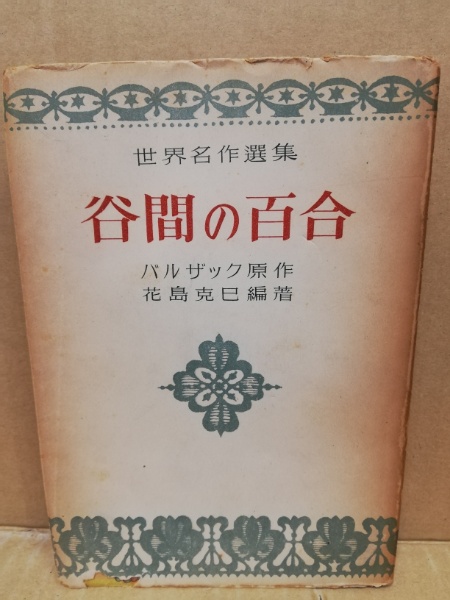 世界名作選集
谷間の百合
バルザック原作
花島克巳編著